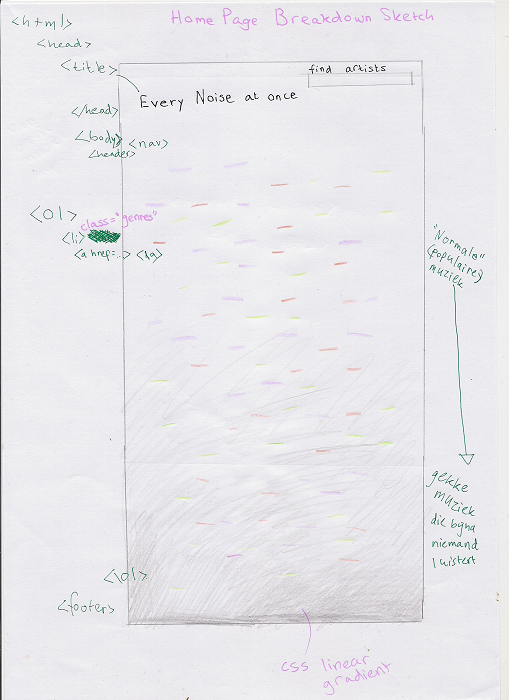 Home Page Breakdown Sketch
<html>
<head>
<title>
find artists
Every Noise at once
</head>
<body>
<nav>
<header>
<ol>
class="genres"
<li>
<a href=...> </a>
"Normale"
(populaire)
muziek
gekke
muziek
die byna
niemand
luistert
</ol>
<footer>
css linear
gradient